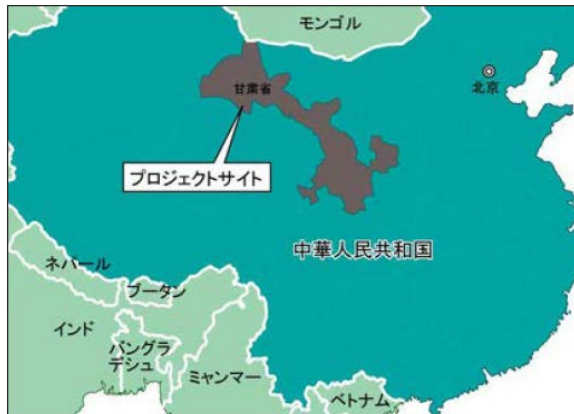 モンゴル
甘粛省
北京
プロジェクトサイト
中華人民共和国
ネパール
ブータン
インド
バングラ
デシュ
ミャンマー
ベトナム